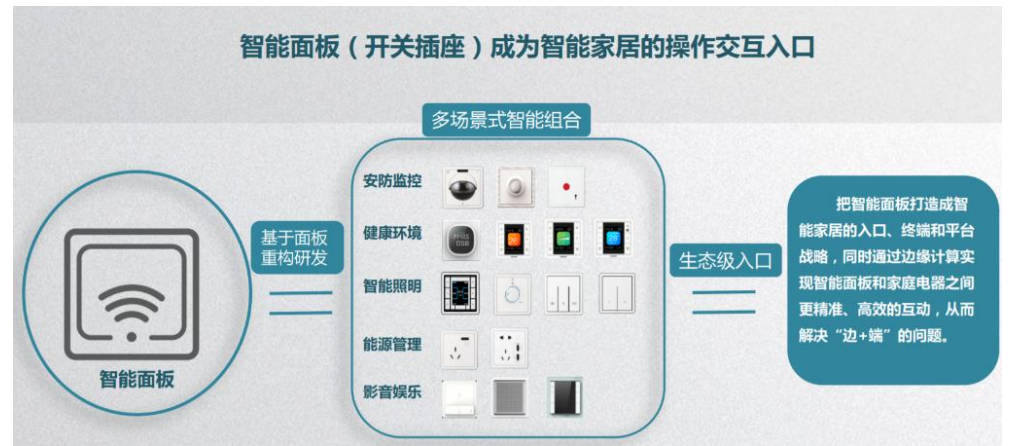 智能面板（开关插座）成为智能家居的操作交互入口
多场景式智能组合
安防监控
健康环境
智能照明
能源管理
影音娱乐
基于面板
重构研发
智能面板
生态级入口
把智能面板打造成智
能家居的入口、终端和平台
战略，同时通过边缘计算实
现智能面板和家庭电器之间
更精准、高效的互动，从而
解决“边+端”的问题。